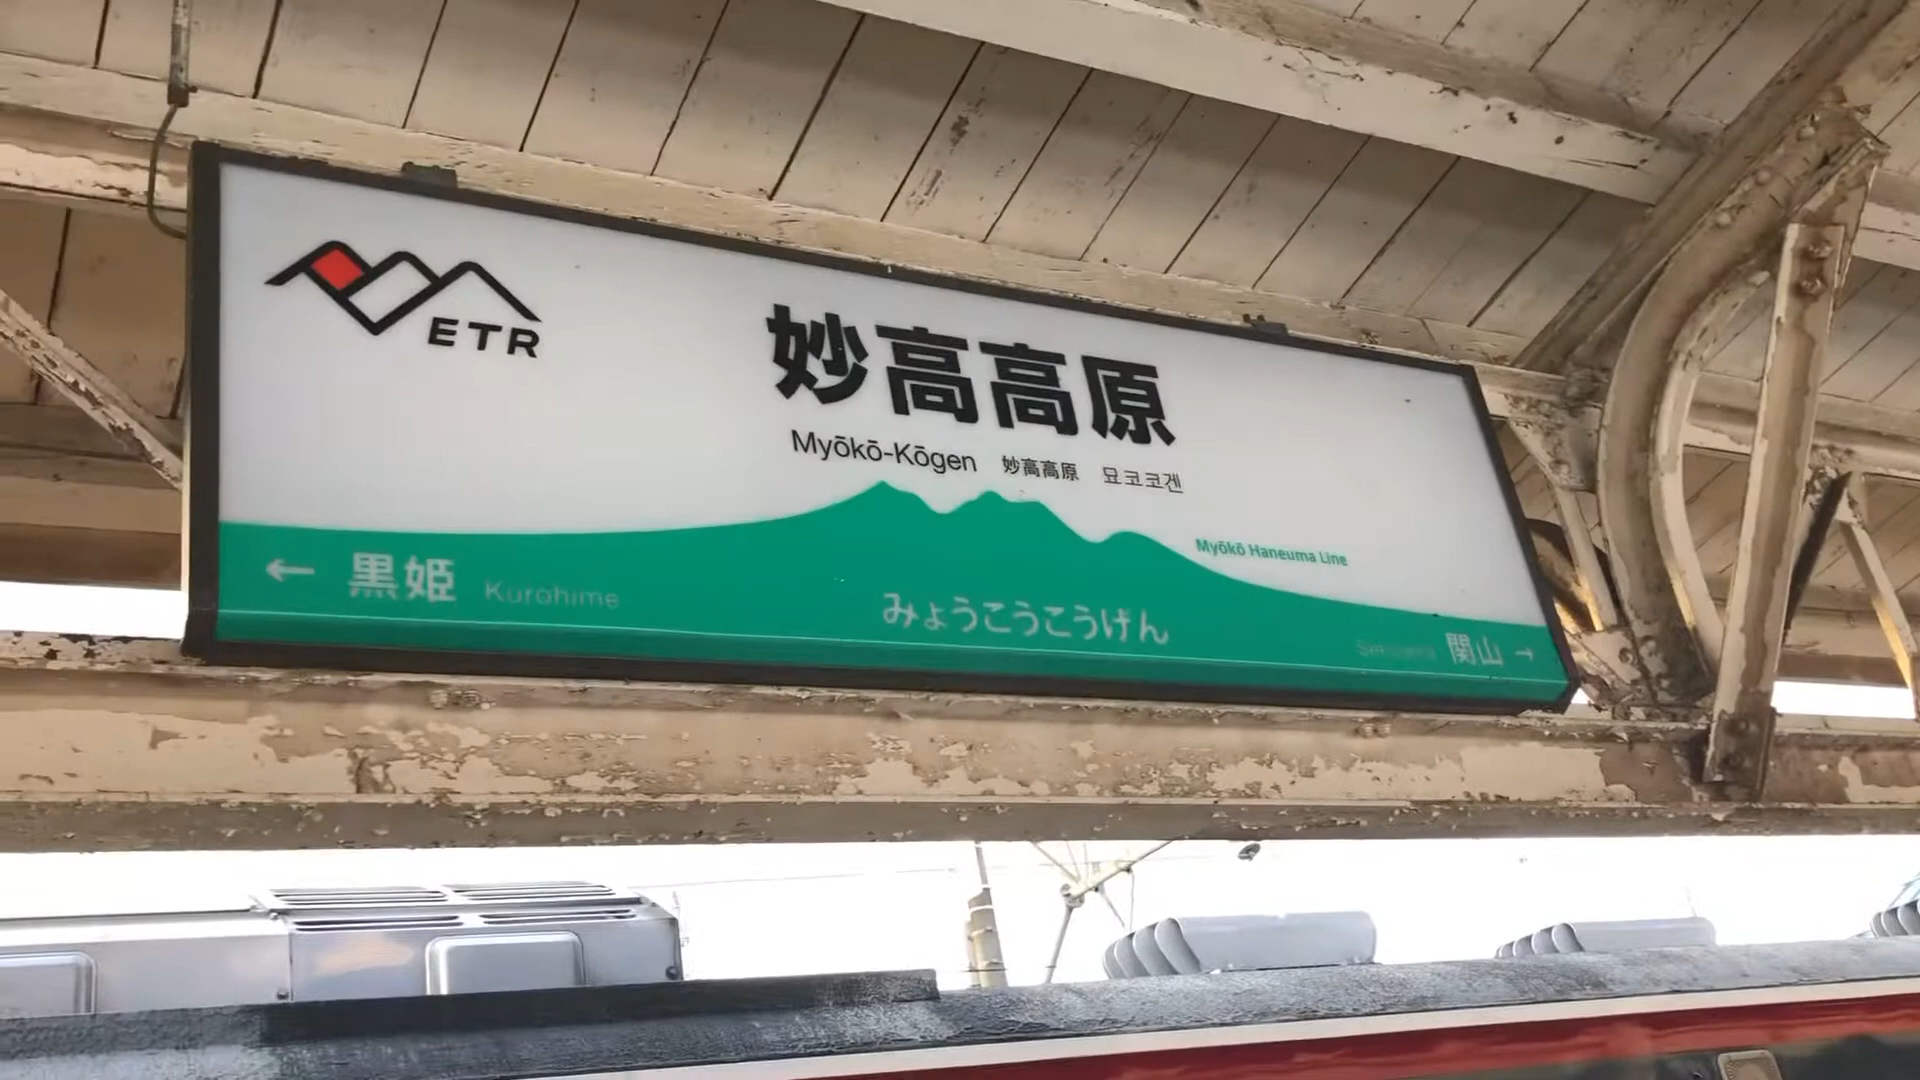 ETR
妙高高原
Myōkō-Kōgen 妙高高原 묘코코겐
Myōkō Haneuma Line
← 黒姫 Kurohime
みょうこうこうげん
関山 →